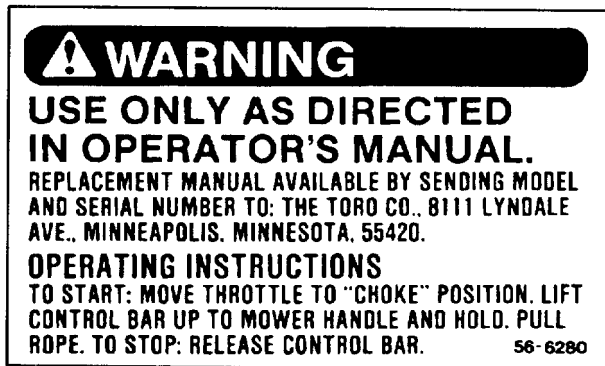 WARNING
USE ONLY AS DIRECTED
IN OPERATOR'S MANUAL.
REPLACEMENT MANUAL AVAILABLE BY SENDING MODEL
AND SERIAL NUMBER TO: THE TORO CO., 8111 LYNDALE
AVE., MINNEAPOLIS, MINNESOTA, 55420.
OPERATING INSTRUCTIONS
TO START: MOVE THROTTLE TO "CHOKE" POSITION. LIFT
CONTROL BAR UP TO MOWER HANDLE AND HOLD. PULL
ROPE. TO STOP: RELEASE CONTROL BAR. 56-6280